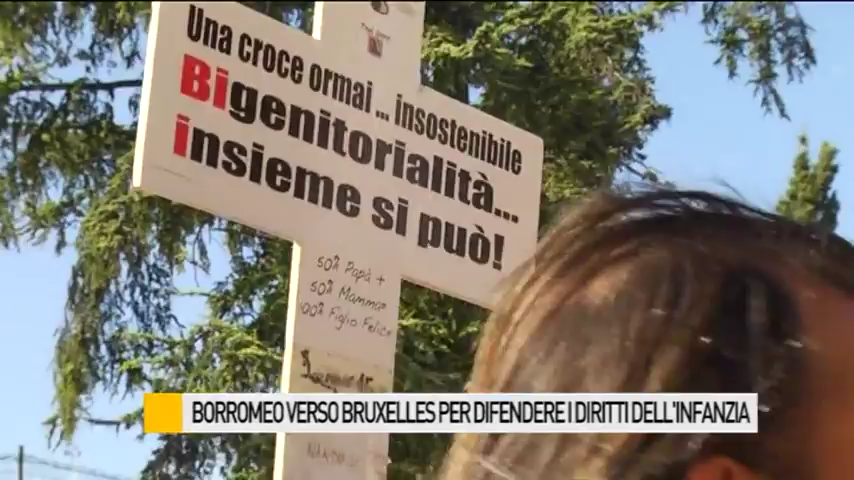 Una croce ormai ... insostenibile
Bigenitorialità...
insieme si può!
50% Papà +
50% Mamma
100% Figlio Felice
BORROMEO VERSO BRUXELLES PER DIFENDERE I DIRITTI DELL'INFANZIA